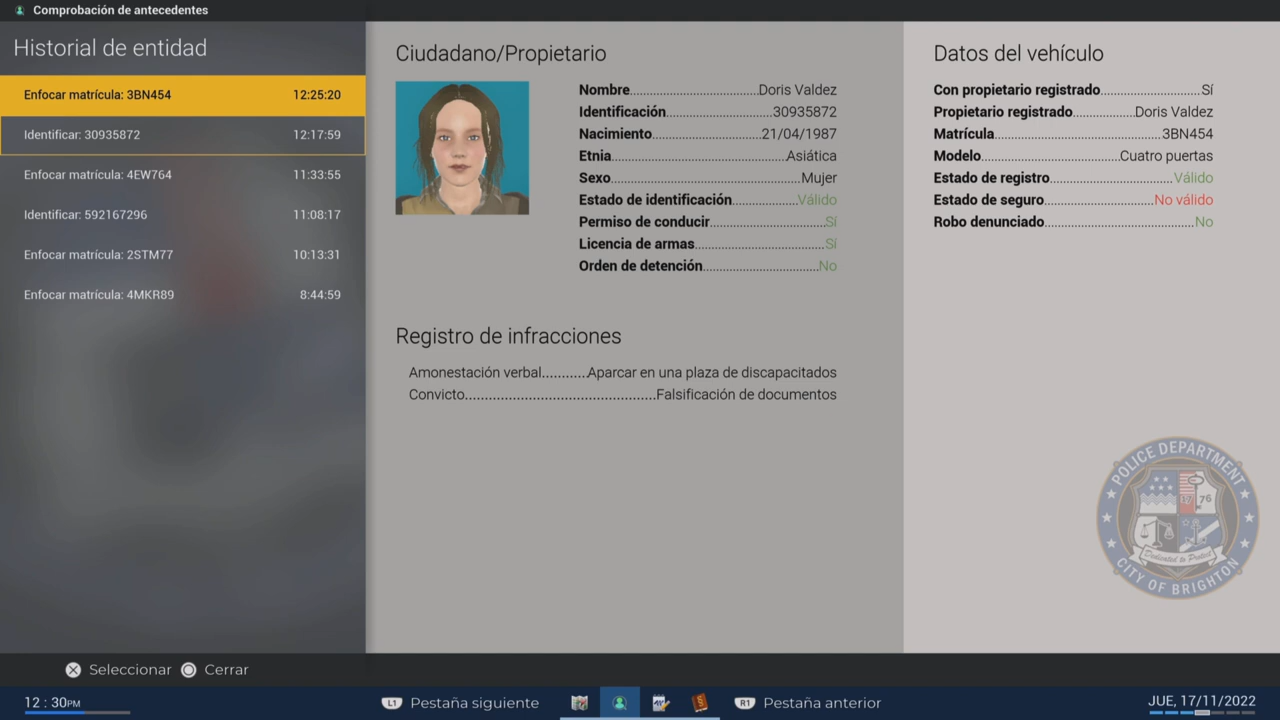 Comprobación de antecedentes
Historial de entidad
Enfocar matrícula: 3BN454 12:25:20
Identificar: 30935872 12:17:59
Enfocar matrícula: 4EW764 11:33:55
Identificar: 592167296 11:08:17
Enfocar matrícula: 2STM77 10:13:31
Enfocar matrícula: 4MKR89 8:44:59
Ciudadano/Propietario
Nombre Doris Valdez
Identificación 30935872
Nacimiento 21/04/1987
Etnia Asiática
Sexo Mujer
Estado de identificación Válido
Permiso de conducir Sí
Licencia de armas Sí
Orden de detención No
Registro de infracciones
Amonestación verbal Aparcar en una plaza de discapacitados
Convicto Falsificación de documentos
Datos del vehículo
Con propietario registrado Sí
Propietario registrado Doris Valdez
Matrícula 3BN454
Modelo Cuatro puertas
Estado de registro Válido
Estado de seguro No válido
Robo denunciado No
POLICE DEPARTMENT
17 76
Dedicated to Protect
CITY OF BRIGHTON
Seleccionar Cerrar
12 : 30PM
L1 Pestaña siguiente
R1 Pestaña anterior
JUE, 17/11/2022